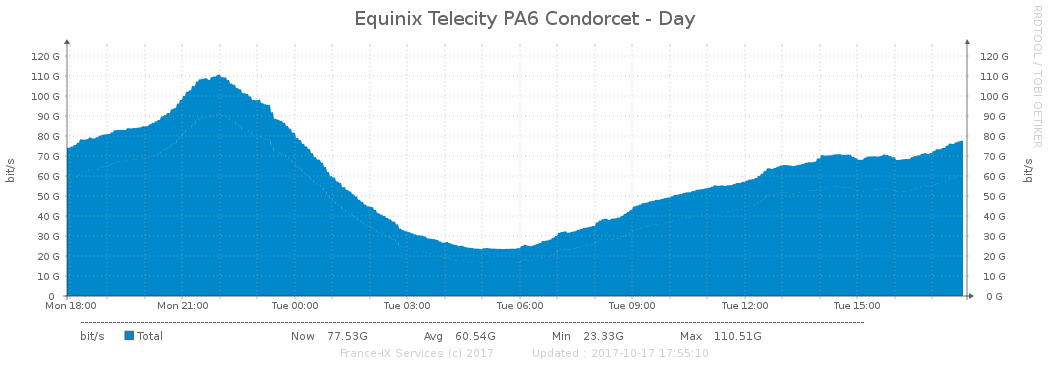 Equinix Telecity PA6 Condorcet - Day
RRDTOOL / TOBI OETIKER
bit/s
bit/s
120 G 120 G
110 G 110 G
100 G 100 G
90 G 90 G
80 G 80 G
70 G 70 G
60 G 60 G
50 G 50 G
40 G 40 G
30 G 30 G
20 G 20 G
10 G 10 G
0 0 G
Mon 18:00 Mon 21:00 Tue 00:00 Tue 03:00 Tue 06:00 Tue 09:00 Tue 12:00 Tue 15:00
bit/s Total Now 77.53G Avg 60.54G Min 23.33G Max 110.51G
France-IX Services (c) 2017 Updated : 2017-10-17 17:55:10